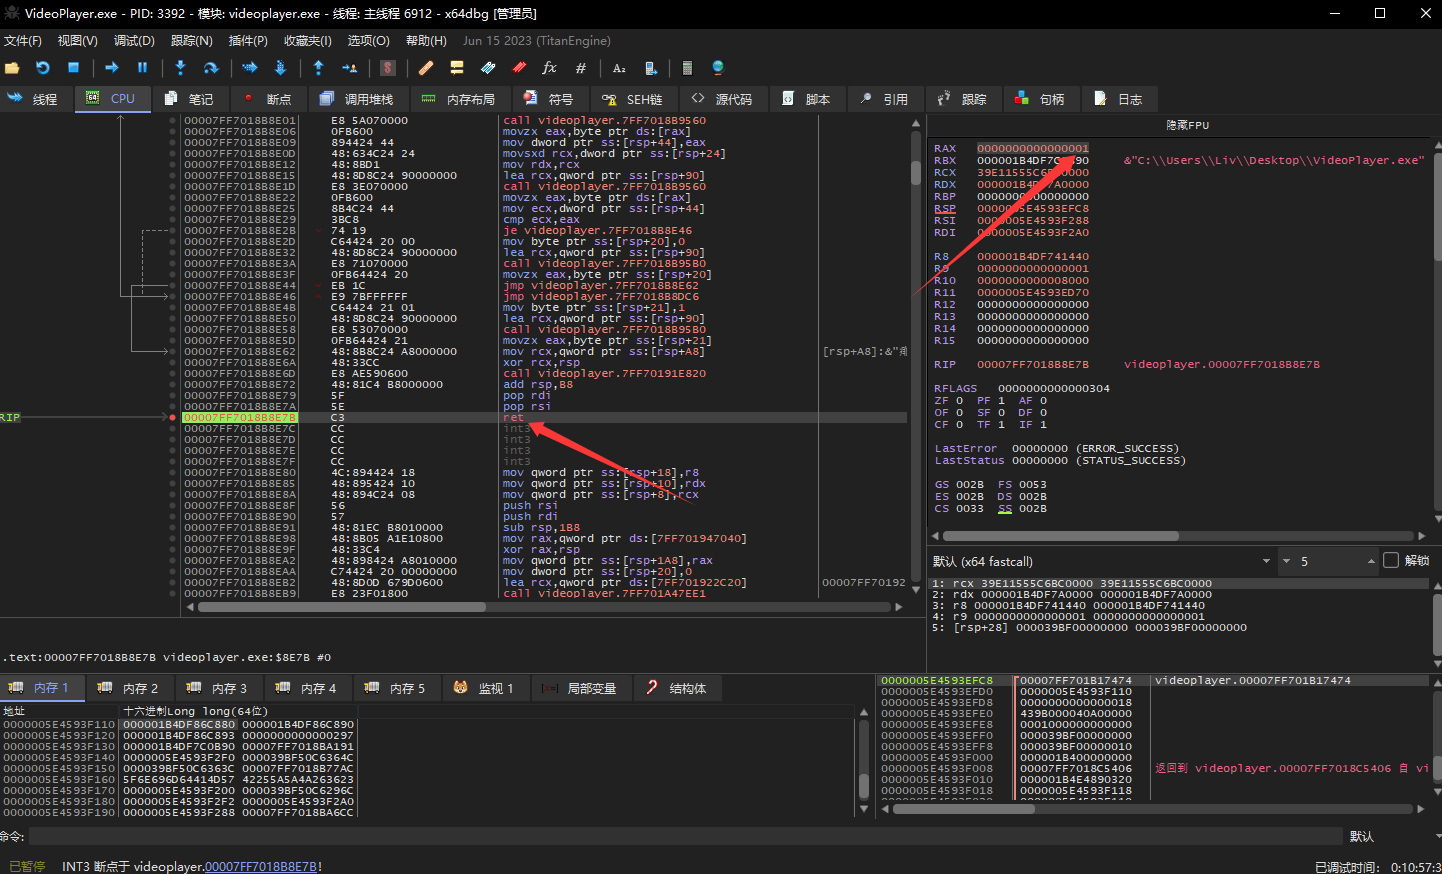 VideoPlayer.exe - PID: 3392 - 模块: videoplayer.exe - 线程: 主线程 6912 - x64dbg [管理员]
文件(F) 视图(V) 调试(D) 跟踪(N) 插件(P) 收藏夹(I) 选项(O) 帮助(H) Jun 15 2023 (TitanEngine)
线程 CPU 笔记 断点 调用堆栈 内存布局 符号 SEH链 源代码 脚本 引用 跟踪 句柄 日志
00007FF7018B8E01 E8 5A070000 call videoplayer.7FF7018B9560
00007FF7018B8E06 0FB600 movzx eax,byte ptr ds:[rax]
00007FF7018B8E09 894424 44 mov dword ptr ss:[rsp+44],eax
00007FF7018B8E0D 48:634C24 24 movsxd rcx,dword ptr ss:[rsp+24]
00007FF7018B8E12 48:8BD1 mov rdx,rcx
00007FF7018B8E15 48:8D8C24 90000000 lea rcx,qword ptr ss:[rsp+90]
00007FF7018B8E1D E8 3E070000 call videoplayer.7FF7018B9560
00007FF7018B8E22 0FB600 movzx eax,byte ptr ds:[rax]
00007FF7018B8E25 8B4C24 44 mov ecx,dword ptr ss:[rsp+44]
00007FF7018B8E29 3BC8 cmp ecx,eax
00007FF7018B8E2B 74 19 je videoplayer.7FF7018B8E46
00007FF7018B8E2D C64424 20 00 mov byte ptr ss:[rsp+20],0
00007FF7018B8E32 48:8D8C24 90000000 lea rcx,qword ptr ss:[rsp+90]
00007FF7018B8E3A E8 71070000 call videoplayer.7FF7018B95B0
00007FF7018B8E3F 0FB64424 20 movzx eax,byte ptr ss:[rsp+20]
00007FF7018B8E44 EB 1C jmp videoplayer.7FF7018B8E62
00007FF7018B8E46 E9 7BFFFFFF jmp videoplayer.7FF7018B8DC6
00007FF7018B8E4B C64424 21 01 mov byte ptr ss:[rsp+21],1
00007FF7018B8E50 48:8D8C24 90000000 lea rcx,qword ptr ss:[rsp+90]
00007FF7018B8E58 E8 53070000 call videoplayer.7FF7018B95B0
00007FF7018B8E5D 0FB64424 21 movzx eax,byte ptr ss:[rsp+21]
00007FF7018B8E62 48:8B8C24 A8000000 mov rcx,qword ptr ss:[rsp+A8] [rsp+A8]:&"
00007FF7018B8E6A 48:33CC xor rcx,rsp
00007FF7018B8E6D E8 AE590600 call videoplayer.7FF70191E820
00007FF7018B8E72 48:81C4 B8000000 add rsp,B8
00007FF7018B8E79 5F pop rdi
00007FF7018B8E7A 5E pop rsi
RIP 00007FF7018B8E7B C3 ret
00007FF7018B8E7C CC int3
00007FF7018B8E7D CC int3
00007FF7018B8E7E CC int3
00007FF7018B8E7F CC int3
00007FF7018B8E80 4C:894424 18 mov qword ptr ss:[rsp+18],r8
00007FF7018B8E85 48:895424 10 mov qword ptr ss:[rsp+10],rdx
00007FF7018B8E8A 48:894C24 08 mov qword ptr ss:[rsp+8],rcx
00007FF7018B8E8F 56 push rsi
00007FF7018B8E90 57 push rdi
00007FF7018B8E91 48:81EC B8010000 sub rsp,1B8
00007FF7018B8E98 48:8B05 A1E10800 mov rax,qword ptr ds:[7FF701947040]
00007FF7018B8E9F 48:33C4 xor rax,rsp
00007FF7018B8EA2 48:898424 A8010000 mov qword ptr ss:[rsp+1A8],rax
00007FF7018B8EAA C74424 20 00000000 mov dword ptr ss:[rsp+20],0
00007FF7018B8EB2 48:8D0D 679D0600 lea rcx,qword ptr ds:[7FF701922C20] 00007FF701922
00007FF7018B8EB9 E8 23F01800 call videoplayer.7FF701A47EE1
隐藏FPU
RAX 0000000000000001
RBX &"C:\\Users\\Liv\\Desktop\\VideoPlayer.exe"
RCX
RDX 000001B4DF7A0000
RBP 0000000000000000
RSP 0000005E4593EFC8
RSI 0000005E4593F288
RDI 0000005E4593F2A0
R8 000001B4DF741440
R9 0000000000000001
R10 0000000000008000
R11 0000005E4593ED70
R12 0000000000000000
R13 0000000000000000
R14 0000000000000000
R15 0000000000000000
RIP 00007FF7018B8E7B videoplayer.00007FF7018B8E7B
RFLAGS 0000000000000304
ZF 0 PF 1 AF 0
OF 0 SF 0 DF 0
CF 0 TF 1 IF 1
LastError 00000000 (ERROR_SUCCESS)
LastStatus 00000000 (STATUS_SUCCESS)
GS 002B FS 0053
ES 002B DS 002B
CS 0033 SS 002B
默认 (x64 fastcall) 5 解锁
1: rcx 39E11555C6BC0000 39E11555C6BC0000
2: rdx 000001B4DF7A0000 000001B4DF7A0000
3: r8 000001B4DF741440 000001B4DF741440
4: r9 0000000000000001 0000000000000001
5: [rsp+28] 000039BF00000000 000039BF00000000
.text:00007FF7018B8E7B videoplayer.exe:$8E7B #0
内存 1 内存 2 内存 3 内存 4 内存 5 监视 1 局部变量 结构体
地址 十六进制Long long(64位)
0000005E4593F110 000001B4DF86C880 000001B4DF86C890
0000005E4593F120 000001B4DF86C893 0000000000000297
0000005E4593F130 000001B4DF7C0B90 00007FF7018BA191
0000005E4593F140 0000005E4593F2F0 000039BF50C6364C
0000005E4593F150 000039BF50C6363C 00007FF7018B77AC
0000005E4593F160 5F6E696D64414D57 42255A5A4A263623
0000005E4593F170 0000005E4593F200 000039BF50C6296C
0000005E4593F180 0000005E4593F2F2 0000005E4593F2A0
0000005E4593F190 0000005E4593F288 00007FF7018BA6CC
0000005E4593EFC8 00007FF701B17474 videoplayer.00007FF701B17474
0000005E4593EFD0 0000005E4593F110
0000005E4593EFD8 0000000000000018
0000005E4593EFE0 439B000040A00000
0000005E4593EFE8 0001000000000000
0000005E4593EFF0 000039BF00000000
0000005E4593EFF8 000039BF00000010
0000005E4593F000 000001B400000000
0000005E4593F008 00007FF7018C5406 返回到 videoplayer.00007FF7018C5406 自 vi
0000005E4593F010 000001B4E4890320
0000005E4593F018 0000005E4593F118
命令: 默认
已暂停 INT3 断点于 videoplayer.00007FF7018B8E7B!
已调试时间: 0:10:57:3